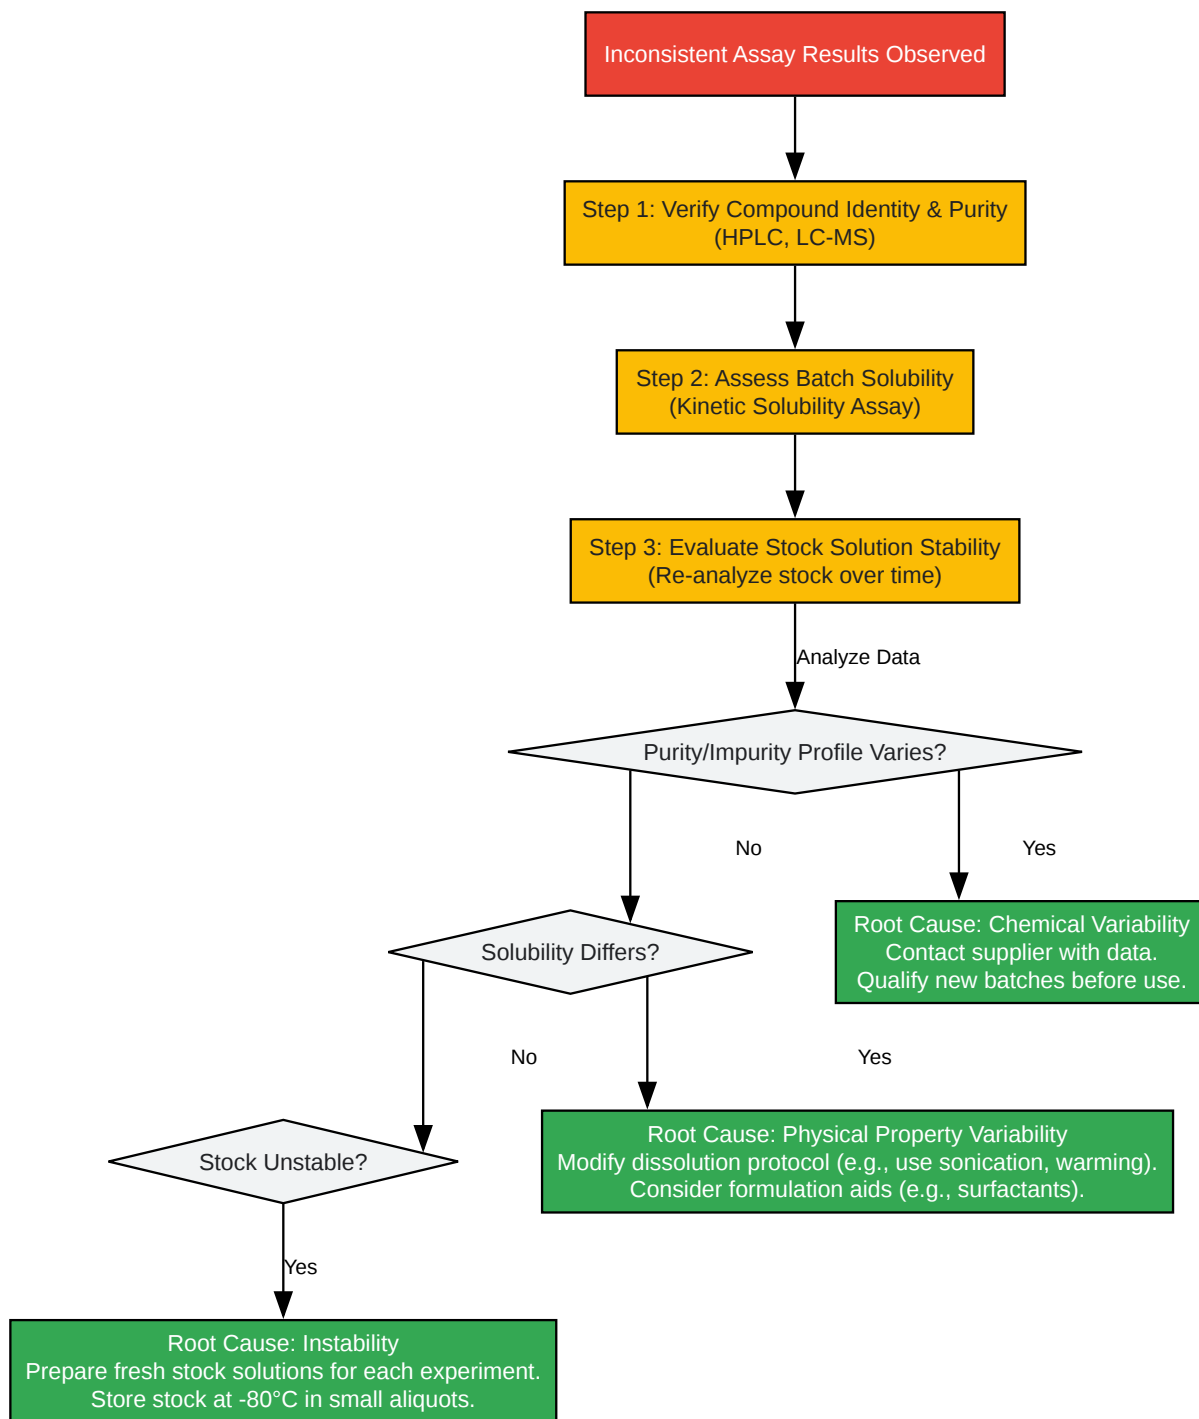 Inconsistent Assay Results Observed
Step 1: Verify Compound Identity & Purity
(HPLC, LC-MS)
Step 2: Assess Batch Solubility
(Kinetic Solubility Assay)
Step 3: Evaluate Stock Solution Stability
(Re-analyze stock over time)
Analyze Data
Purity/Impurity Profile Varies?
No
Yes
Root Cause: Chemical Variability
Contact supplier with data.
Qualify new batches before use.
Solubility Differs?
No
Yes
Root Cause: Physical Property Variability
Modify dissolution protocol (e.g., use sonication, warming).
Consider formulation aids (e.g., surfactants).
Stock Unstable?
Yes
Root Cause: Instability
Prepare fresh stock solutions for each experiment.
Store stock at -80°C in small aliquots.